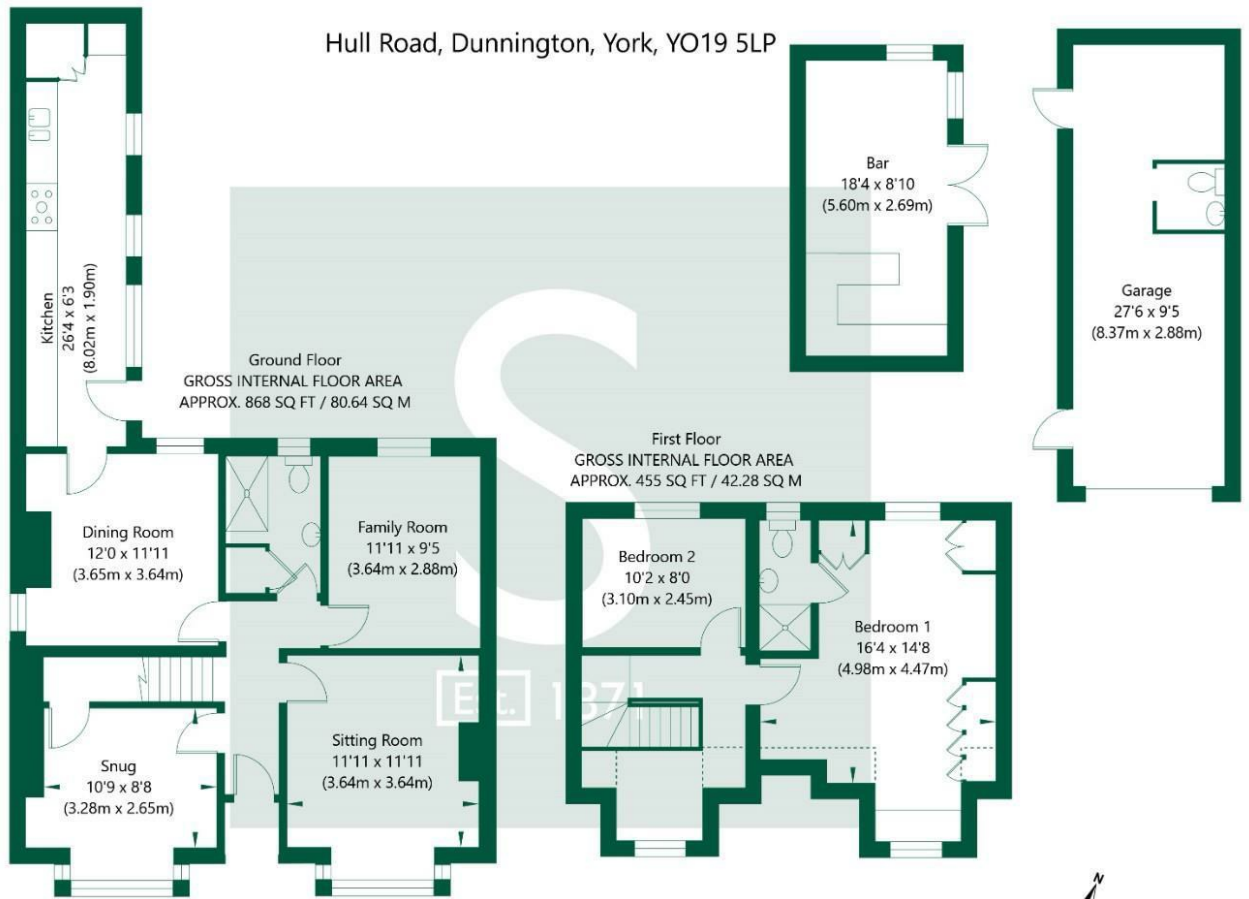 Hull Road, Dunnington, York, YO19 5LP
Kitchen
26'4 x 6'3
(8.02m x 1.90m)
Bar
18'4 x 8'10
(5.60m x 2.69m)
Garage
27'6 x 9'5
(8.37m x 2.88m)
Ground Floor
GROSS INTERNAL FLOOR AREA
APPROX. 868 SQ FT / 80.64 SQ M
Dining Room
12'0 x 11'11
(3.65m x 3.64m)
Family Room
11'11 x 9'5
(3.64m x 2.88m)
Snug
10'9 x 8'8
(3.28m x 2.65m)
Sitting Room
11'11 x 11'11
(3.64m x 3.64m)
First Floor
GROSS INTERNAL FLOOR AREA
APPROX. 455 SQ FT / 42.28 SQ M
Bedroom 2
10'2 x 8'0
(3.10m x 2.45m)
Bedroom 1
16'4 x 14'8
(4.98m x 4.47m)
S
Est. 1871
N